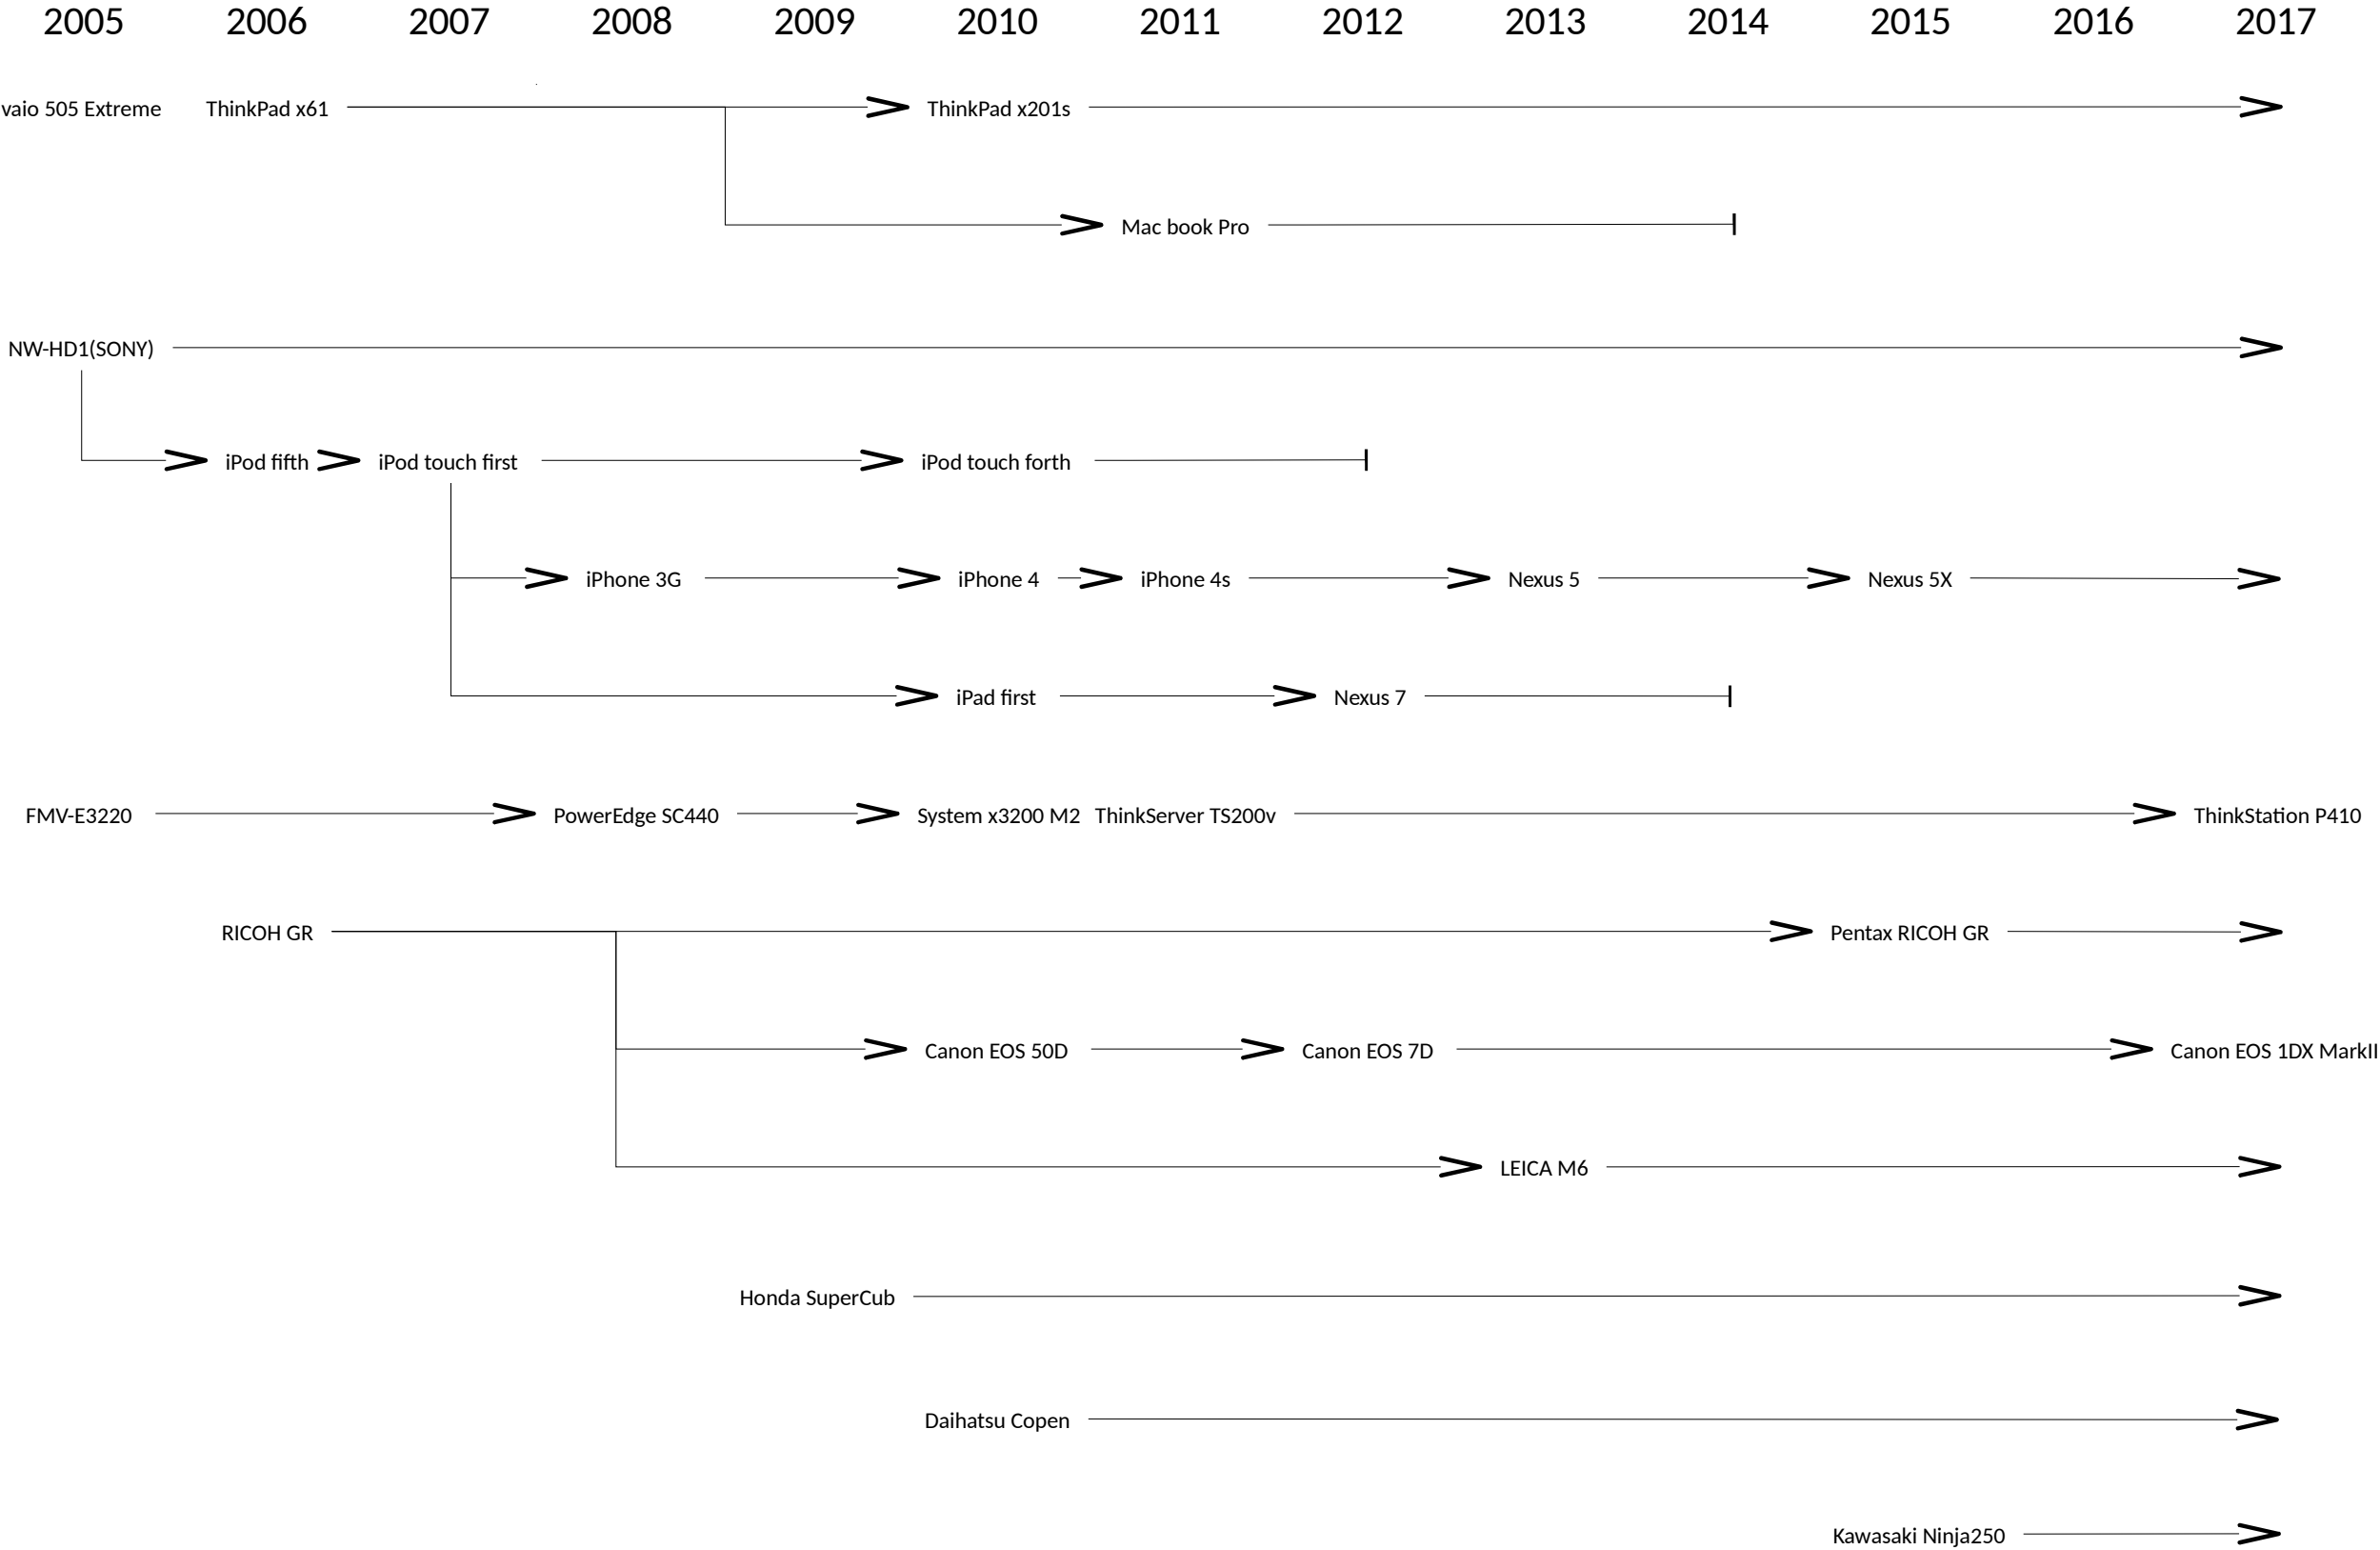 2005 2006 2007 2008 2009 2010 2011 2012 2013 2014 2015 2016 2017
vaio 505 Extreme ThinkPad x61 ThinkPad x201s
Mac book Pro
NW-HD1(SONY)
iPod fifth iPod touch first iPod touch forth
iPhone 3G iPhone 4 iPhone 4s Nexus 5 Nexus 5X
iPad first Nexus 7
FMV-E3220 PowerEdge SC440 System x3200 M2 ThinkServer TS200v ThinkStation P410
RICOH GR Pentax RICOH GR
Canon EOS 50D Canon EOS 7D Canon EOS 1DX MarkII
LEICA M6
Honda SuperCub
Daihatsu Copen
Kawasaki Ninja250